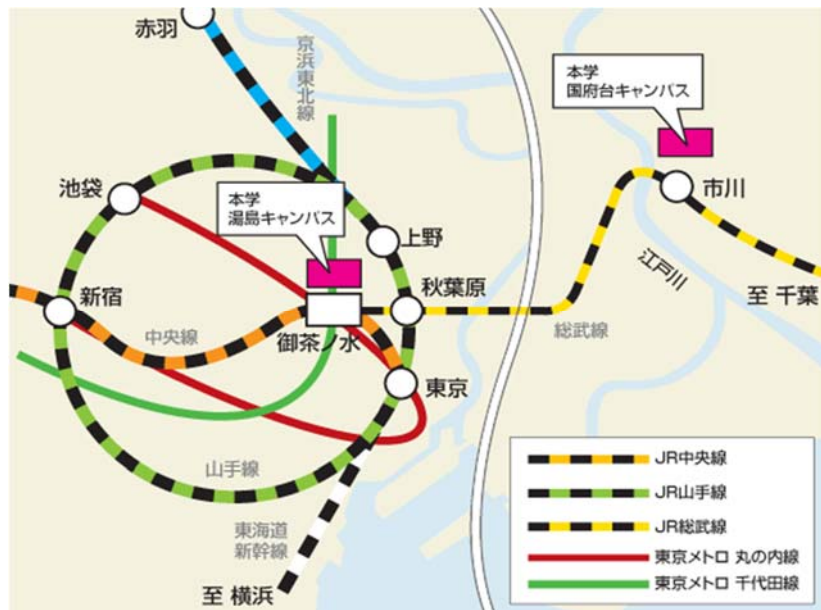 赤羽
京浜東北線
本学
国府台キャンパス
池袋
本学
湯島キャンパス
上野
市川
新宿
秋葉原
江戸川
至 千葉
中央線
御茶ノ水
総武線
東京
山手線
東海道
新幹線
至 横浜
JR中央線
JR山手線
JR総武線
東京メトロ 丸の内線
東京メトロ 千代田線